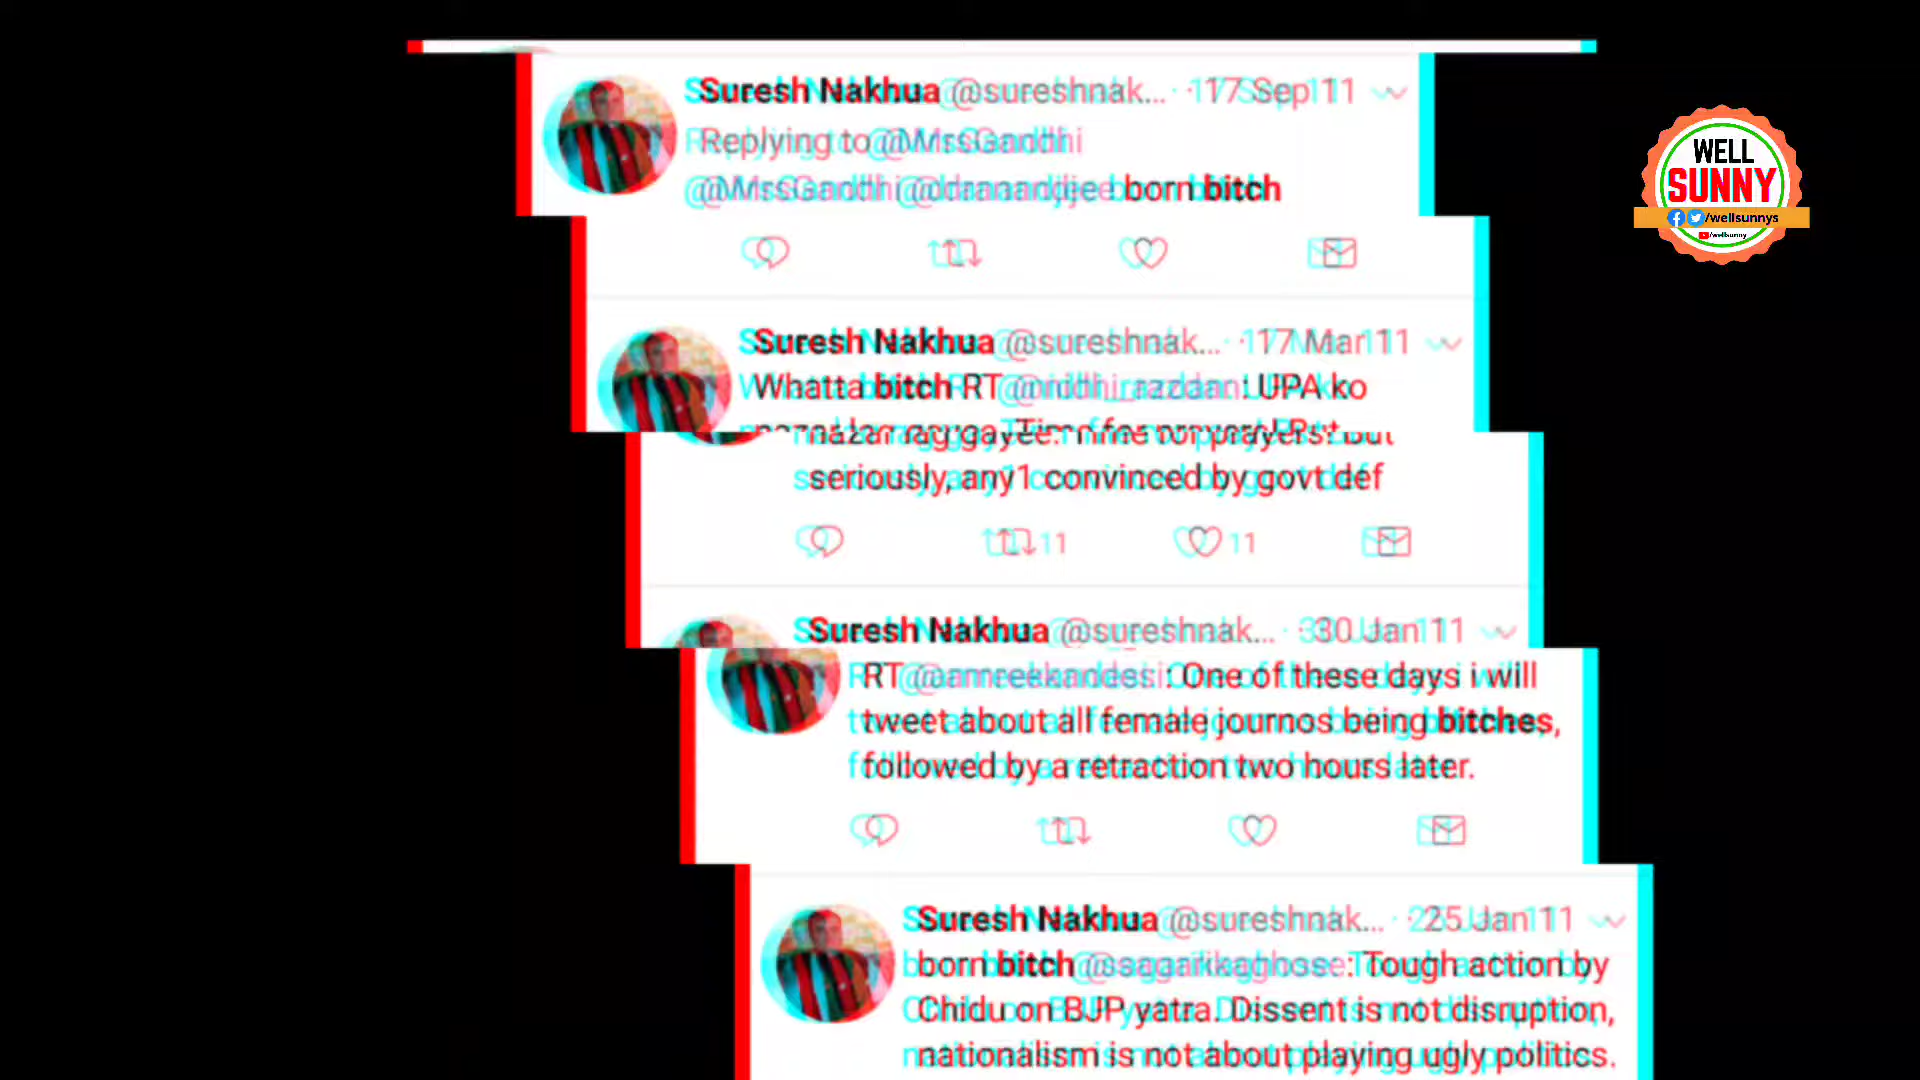 Suresh Nakhua @sureshnak... · 17 Sep 11
Replying to @MrsGandhi
@MrsGandhi born bitch
Suresh Nakhua @sureshnak... · 17 Mar 11
Whatta bitch RT @nidhi_razdan: UPA ko
nazar lag gayee. Time for prayers! But
seriously, any1 convinced by govt def
11 11
Suresh Nakhua @sureshnak... · 30 Jan 11
RT @amreekandesi: One of these days i will
tweet about all female journos being bitches,
followed by a retraction two hours later.
Suresh Nakhua @sureshnak... · 25 Jan 11
born bitch @sagarikaghose: Tough action by
Chidu on BJP yatra. Dissent is not disruption,
nationalism is not about playing ugly politics.
WELL
SUNNY
/wellsunnys
/wellsunny